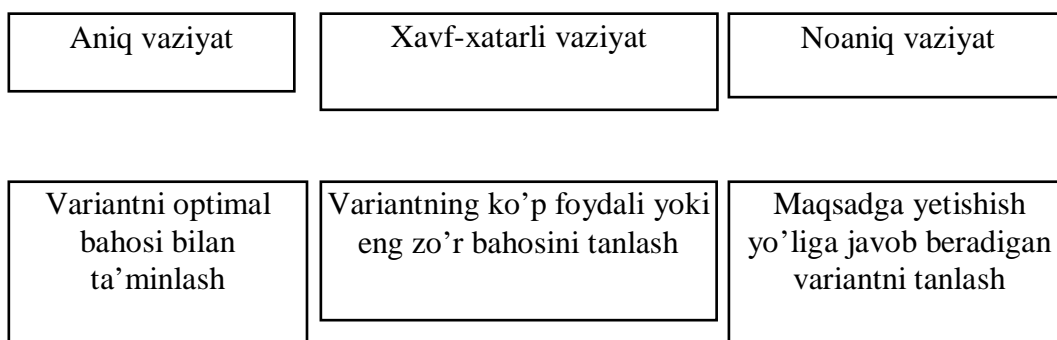 Aniq vaziyat
Xavf-xatarli vaziyat
Noaniq vaziyat
Variantni optimal
bahosi bilan
ta’minlash
Variantning ko’p foydali yoki
eng zo’r bahosini tanlash
Maqsadga yetishish
yo’liga javob beradigan
variantni tanlash